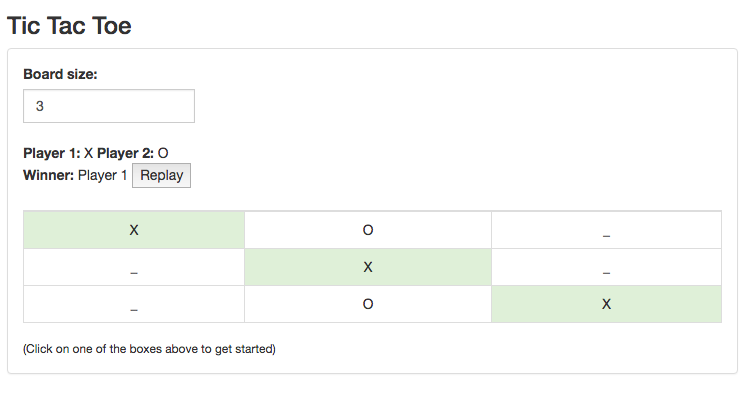 Tic Tac Toe
Board size:
3
Player 1: X Player 2: O
Winner: Player 1 Replay
X O _
_ X _
_ O X
(Click on one of the boxes above to get started)